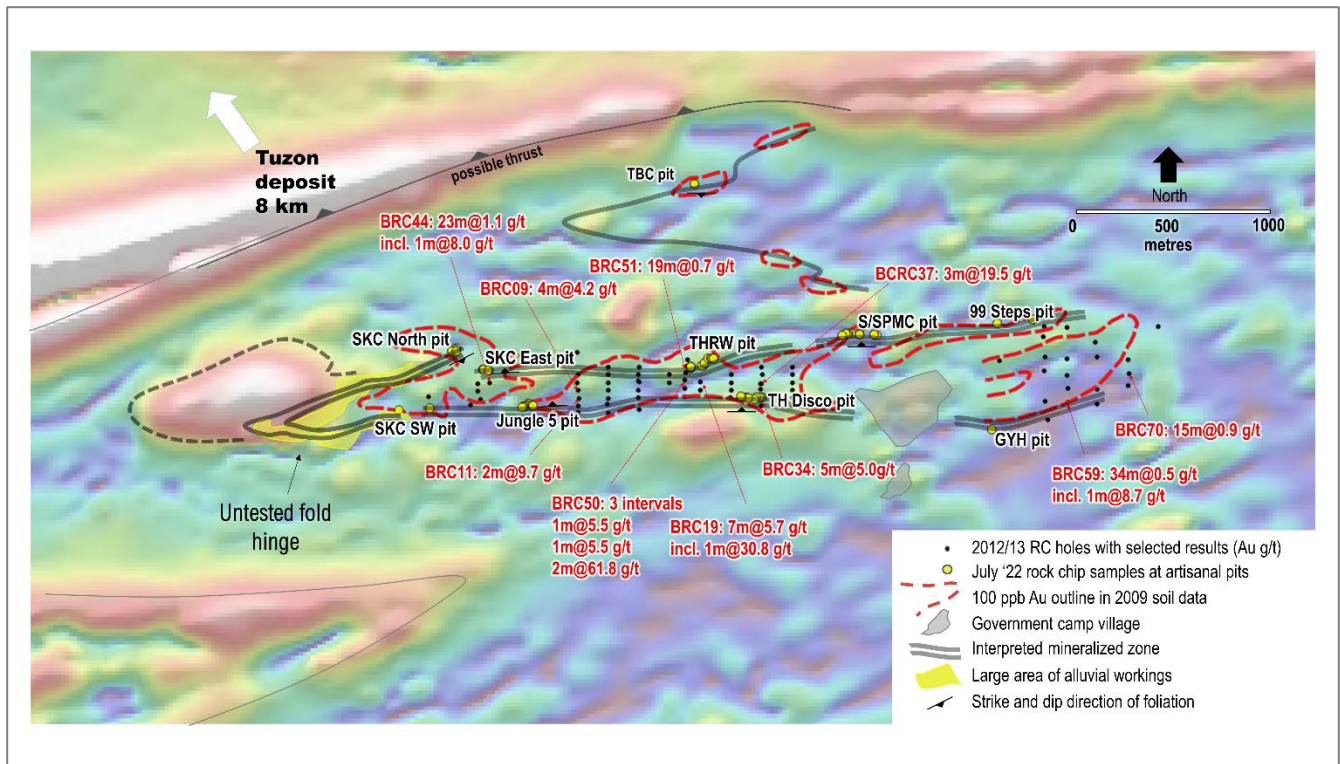 Tuzon
deposit
8 km
possible thrust
TBC pit
North
0 500 1000
metres
BRC44: 23m@1.1 g/t
incl. 1m@8.0 g/t
BRC51: 19m@0.7 g/t
BCRC37: 3m@19.5 g/t
BRC09: 4m@4.2 g/t
99 Steps pit
S/SPMC pit
SKC North pit
SKC East pit
THRW pit
SKC SW pit
Jungle 5 pit
TH Disco pit
GYH pit
BRC70: 15m@0.9 g/t
BRC11: 2m@9.7 g/t
BRC34: 5m@5.0g/t
BRC59: 34m@0.5 g/t
incl. 1m@8.7 g/t
BRC50: 3 intervals
1m@5.5 g/t
1m@5.5 g/t
2m@61.8 g/t
BRC19: 7m@5.7 g/t
incl. 1m@30.8 g/t
Untested fold
hinge
2012/13 RC holes with selected results (Au g/t)
July '22 rock chip samples at artisanal pits
100 ppb Au outline in 2009 soil data
Government camp village
Interpreted mineralized zone
Large area of alluvial workings
Strike and dip direction of foliation